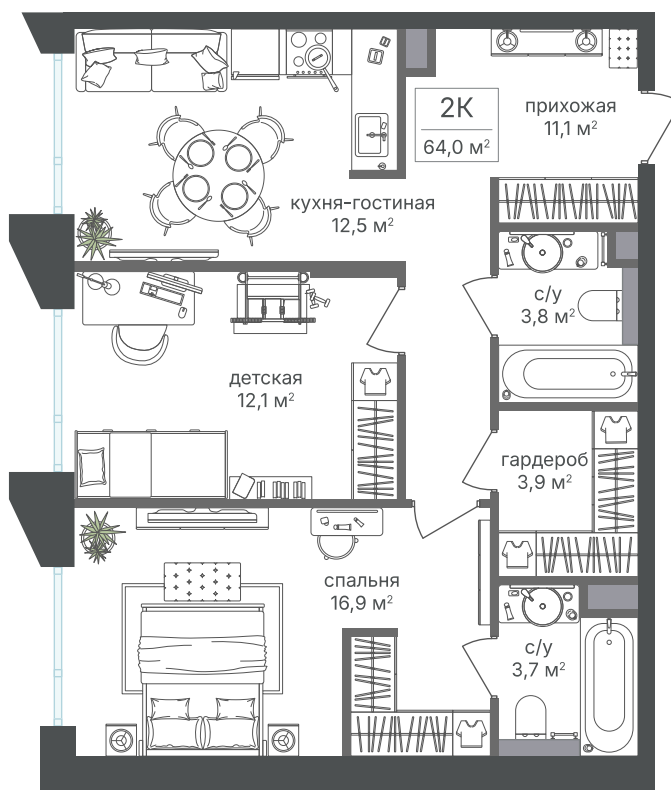 2К
64,0 м²
прихожая
11,1 м²
кухня-гостиная
12,5 м²
с/у
3,8 м²
детская
12,1 м²
гардероб
3,9 м²
спальня
16,9 м²
с/у
3,7 м²